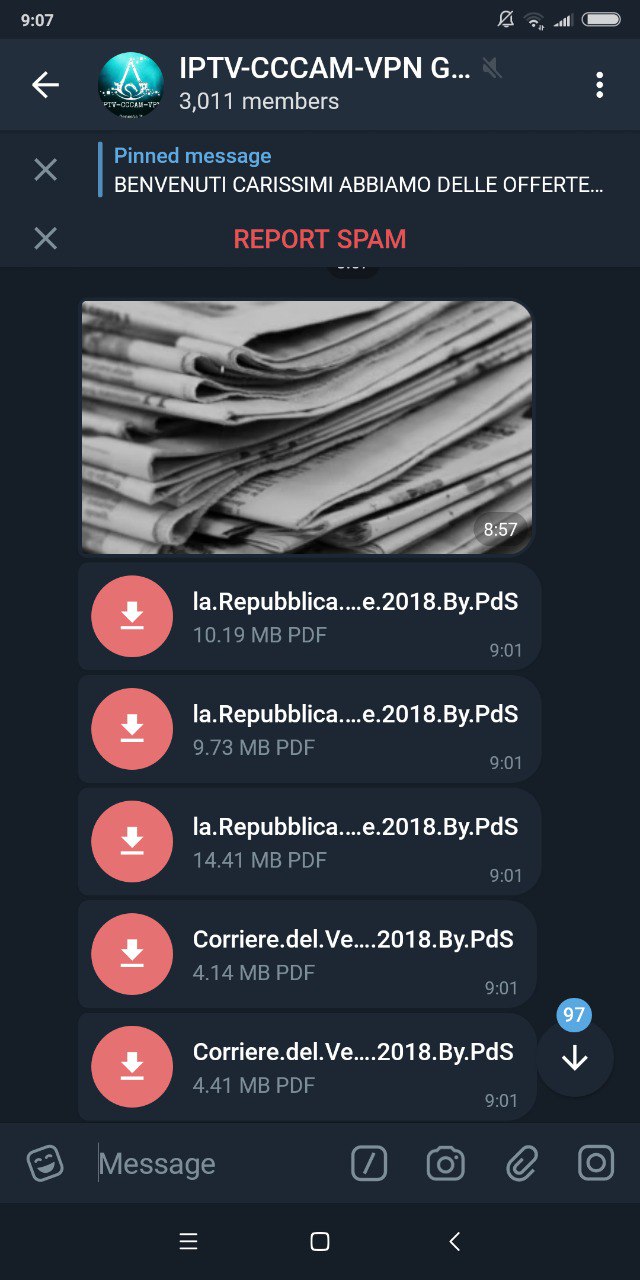 9:07
IPTV-CCCAM-VPN G...
3,011 members
Pinned message
BENVENUTI CARISSIMI ABBIAMO DELLE OFFERTE...
REPORT SPAM
8:57
la.Repubblica....e.2018.By.PdS
10.19 MB PDF
9:01
la.Repubblica....e.2018.By.PdS
9.73 MB PDF
9:01
la.Repubblica....e.2018.By.PdS
14.41 MB PDF
9:01
Corriere.del.Ve....2018.By.PdS
4.14 MB PDF
9:01
97
Corriere.del.Ve....2018.By.PdS
4.41 MB PDF
9:01
Message